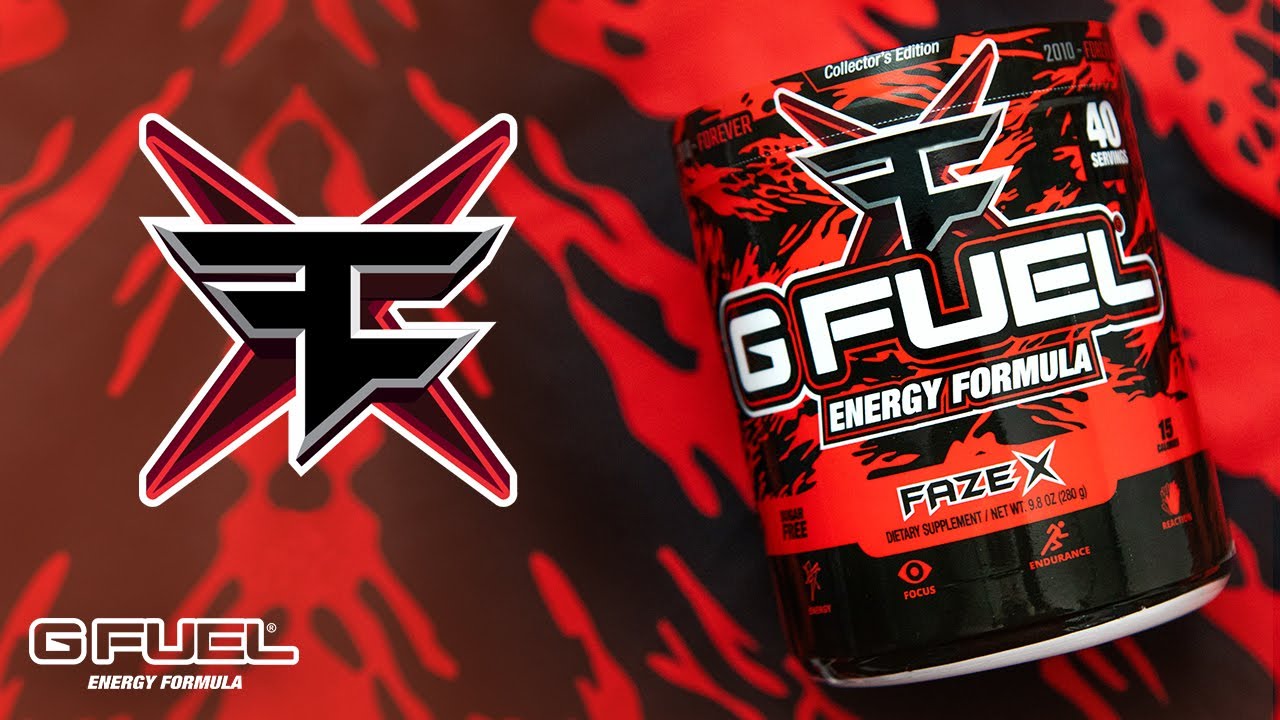 G FUEL®
ENERGY FORMULA
Collector's Edition
FOREVER
2010 -
40
SERVINGS
G FUEL
ENERGY FORMULA
FAZE X
15
CALORIES
SUGAR
FREE
DIETARY SUPPLEMENT / NET WT. 9.8 OZ (280 g)
ENERGY
FOCUS
ENDURANCE
REACTION